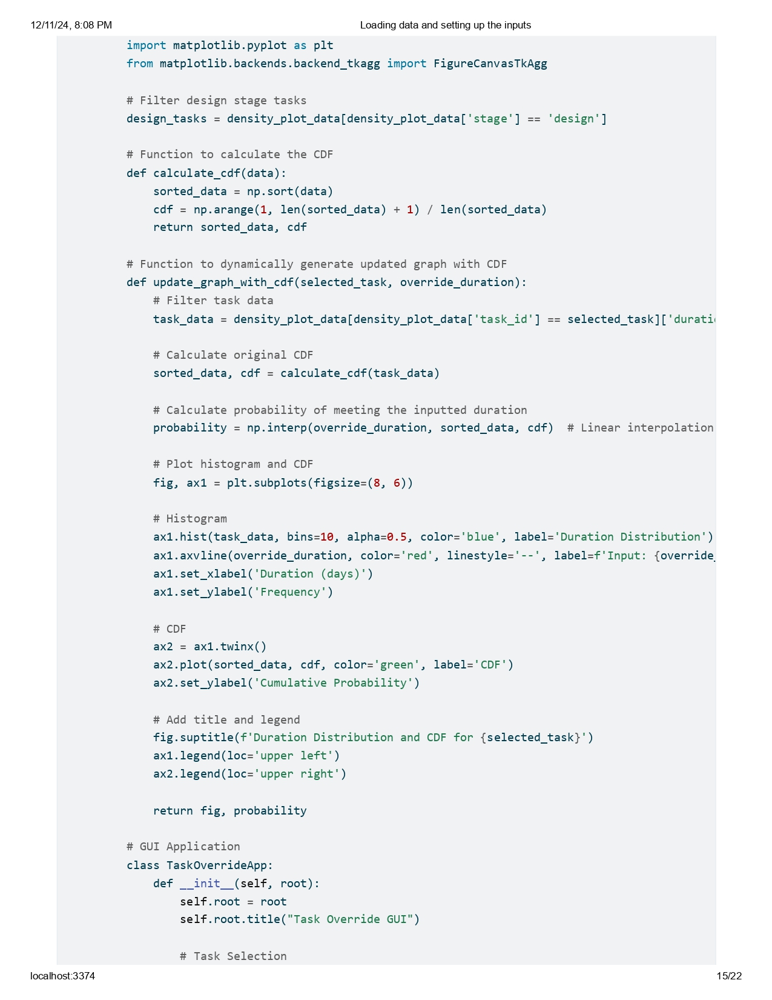 12/11/24, 8:08 PM Loading data and setting up the inputs
import matplotlib.pyplot as plt
from matplotlib.backends.backend_tkagg import FigureCanvasTkAgg
# Filter design stage tasks
design_tasks = density_plot_data[density_plot_data['stage'] == 'design']
# Function to calculate the CDF
def calculate_cdf(data):
    sorted_data = np.sort(data)
    cdf = np.arange(1, len(sorted_data) + 1) / len(sorted_data)
    return sorted_data, cdf
# Function to dynamically generate updated graph with CDF
def update_graph_with_cdf(selected_task, override_duration):
    # Filter task data
    task_data = density_plot_data[density_plot_data['task_id'] == selected_task]['durati
    # Calculate original CDF
    sorted_data, cdf = calculate_cdf(task_data)
    # Calculate probability of meeting the inputted duration
    probability = np.interp(override_duration, sorted_data, cdf)  # Linear interpolation
    # Plot histogram and CDF
    fig, ax1 = plt.subplots(figsize=(8, 6))
    # Histogram
    ax1.hist(task_data, bins=10, alpha=0.5, color='blue', label='Duration Distribution')
    ax1.axvline(override_duration, color='red', linestyle='--', label=f'Input: {override_
    ax1.set_xlabel('Duration (days)')
    ax1.set_ylabel('Frequency')
    # CDF
    ax2 = ax1.twinx()
    ax2.plot(sorted_data, cdf, color='green', label='CDF')
    ax2.set_ylabel('Cumulative Probability')
    # Add title and legend
    fig.suptitle(f'Duration Distribution and CDF for {selected_task}')
    ax1.legend(loc='upper left')
    ax2.legend(loc='upper right')
    return fig, probability
# GUI Application
class TaskOverrideApp:
    def __init__(self, root):
        self.root = root
        self.root.title("Task Override GUI")
        # Task Selection
localhost:3374 15/22